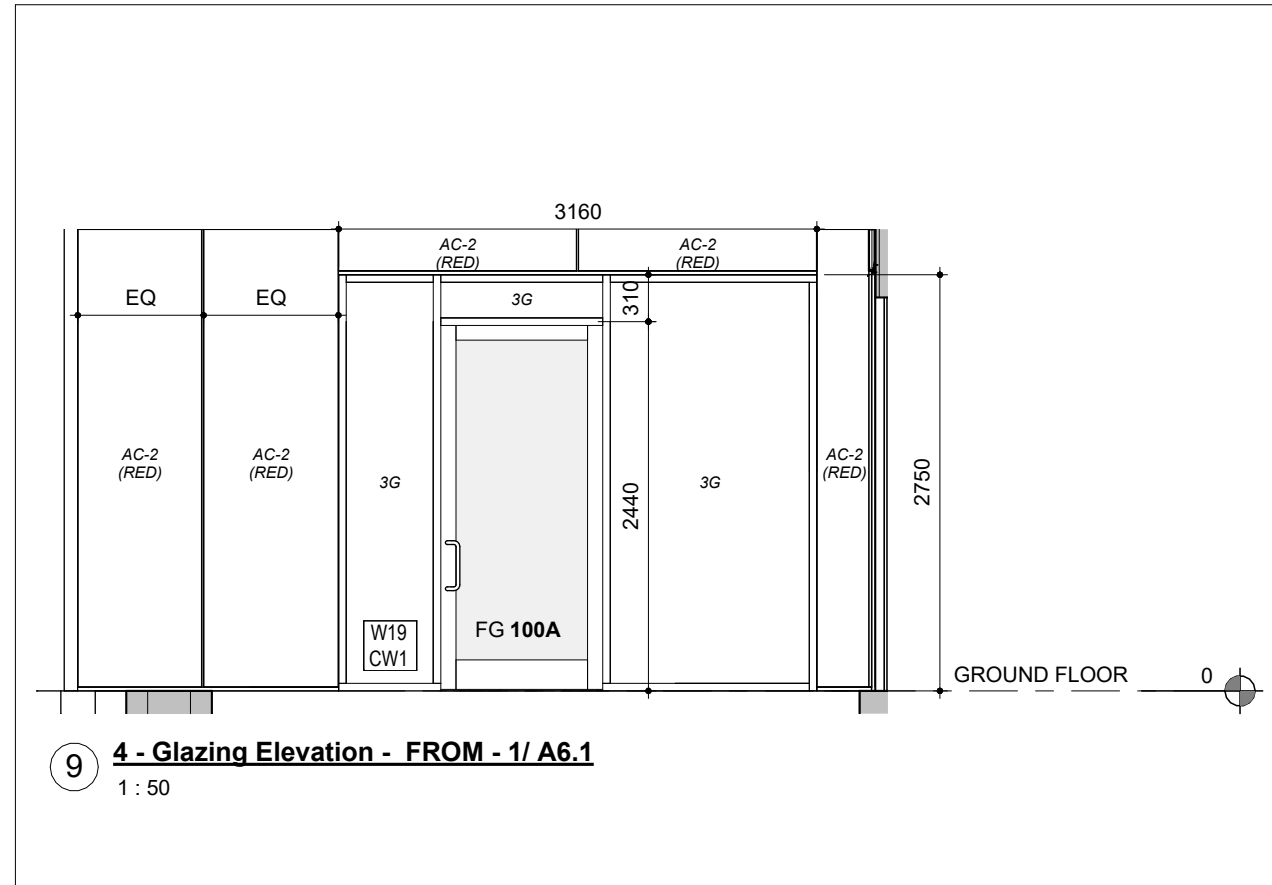 3160
AC-2
(RED)
AC-2
(RED)
EQ
EQ
3G
310
AC-2
(RED)
AC-2
(RED)
3G
2440
3G
AC-2
(RED)
2750
W19
CW1
FG 100A
GROUND FLOOR
0
9
4 - Glazing Elevation - FROM - 1/ A6.1
1 : 50